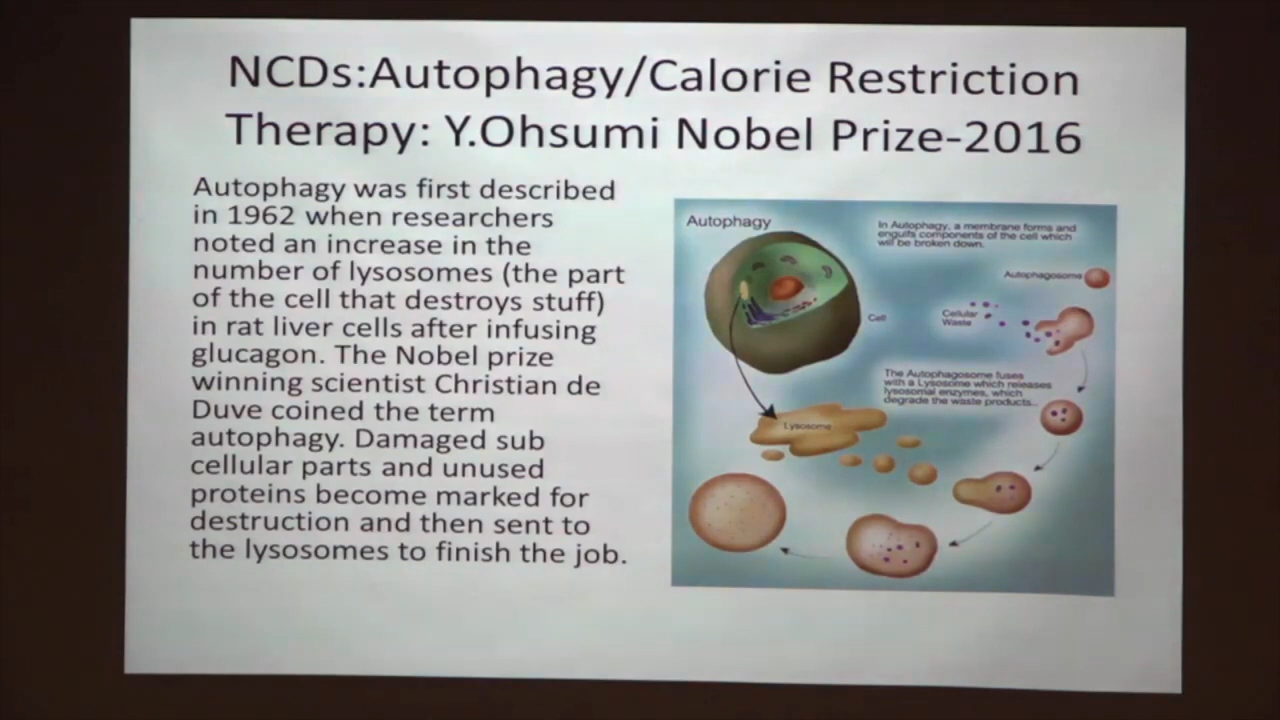 NCDs:Autophagy/Calorie Restriction
Therapy: Y.Ohsumi Nobel Prize-2016
Autophagy was first described
in 1962 when researchers
noted an increase in the
number of lysosomes (the part
of the cell that destroys stuff)
in rat liver cells after infusing
glucagon. The Nobel prize
winning scientist Christian de
Duve coined the term
autophagy. Damaged sub
cellular parts and unused
proteins become marked for
destruction and then sent to
the lysosomes to finish the job.
Autophagy
In Autophagy, a membrane forms and
engulfs components of the cell which
will be broken down.
Autophagosome
Cellular
Waste
Cell
The Autophagosome fuses
with a Lysosome which releases
lysosomal enzymes, which
degrade the waste products..
Lysosome